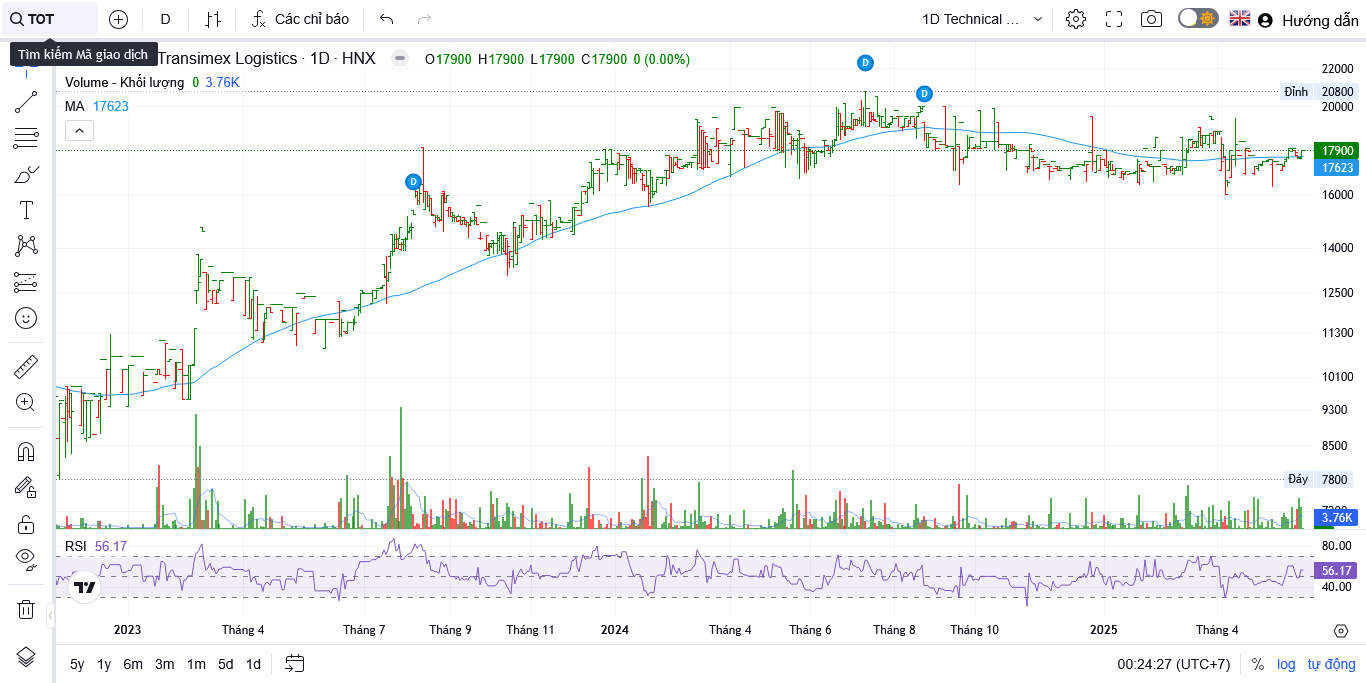 TOT
D
Các chỉ báo
1D Technical ...
Hướng dẫn
Tìm kiếm Mã giao dịch
Transimex Logistics · 1D · HNX
O17900 H17900 L17900 C17900 0 (0.00%)
Volume - Khối lượng 0 3.76K
MA 17623
D
D
D
22000
Đỉnh 20800
20000
17900
17623
16000
14000
12500
11300
10100
9300
8500
Đáy 7800
3.76K
RSI 56.17
80.00
56.17
40.00
2023
Tháng 4
Tháng 7
Tháng 9
Tháng 11
2024
Tháng 4
Tháng 6
Tháng 8
Tháng 10
2025
Tháng 4
5y 1y 6m 3m 1m 5d 1d
00:24:27 (UTC+7)
% log tự động